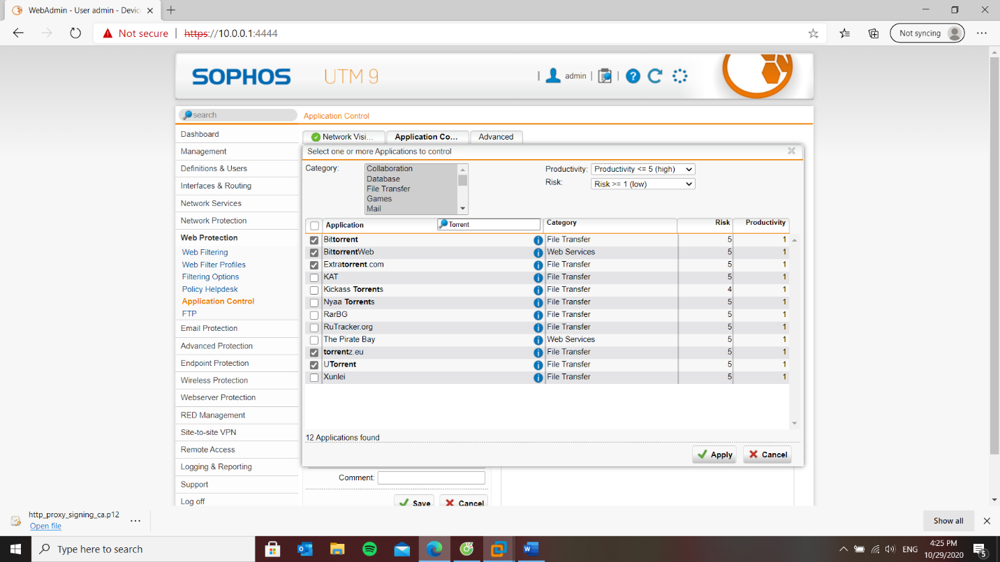 WebAdmin - User admin - Devic
Not secure | https://10.0.0.1:4444
Not syncing
SOPHOS UTM 9
| admin | |
search
Application Control
Dashboard
Management
Definitions & Users
Interfaces & Routing
Network Services
Network Protection
Web Protection
Web Filtering
Web Filter Profiles
Filtering Options
Policy Helpdesk
Application Control
FTP
Email Protection
Advanced Protection
Endpoint Protection
Wireless Protection
Webserver Protection
RED Management
Site-to-site VPN
Remote Access
Logging & Reporting
Support
Log off
Network Visi... Application Co... Advanced
Select one or more Applications to control
Category:
Collaboration
Database
File Transfer
Games
Mail
Productivity: Productivity <= 5 (high)
Risk: Risk >= 1 (low)
Application Torrent Category Risk Productivity
Bittorrent File Transfer 5 1
BittorrentWeb Web Services 5 1
Extratorrent.com File Transfer 5 1
KAT File Transfer 5 1
Kickass Torrents File Transfer 4 1
Nyaa Torrents File Transfer 5 1
RarBG File Transfer 5 1
RuTracker.org File Transfer 5 1
The Pirate Bay Web Services 5 1
torrentz.eu File Transfer 5 1
UTorrent File Transfer 5 1
Xunlei File Transfer 5 1
12 Applications found
Apply Cancel
Comment:
Save Cancel
http_proxy_signing_ca.p12
Open file
Show all
Type here to search
ENG
4:25 PM
10/29/2020
5